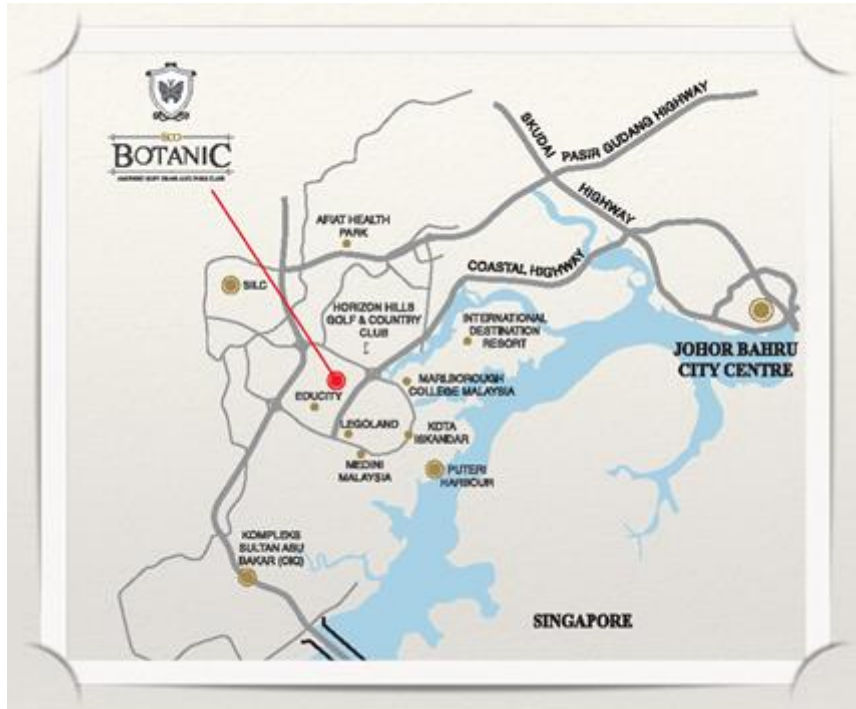 eco
BOTANIC
SKUDAI
HIGHWAY
PASIR GUDANG HIGHWAY
AFIAT HEALTH
PARK
COASTAL HIGHWAY
SILC
HORIZON HILLS
GOLF & COUNTRY
CLUB
INTERNATIONAL
DESTINATION
RESORT
JOHOR BAHRU
CITY CENTRE
MARLBOROUGH
COLLEGE MALAYSIA
EDUCITY
LEGOLAND
KOTA
ISKANDAR
MEDINI
MALAYSIA
PUTERI
HARBOUR
KOMPLEKS
SULTAN ABU
BAKAR (CIQ)
SINGAPORE